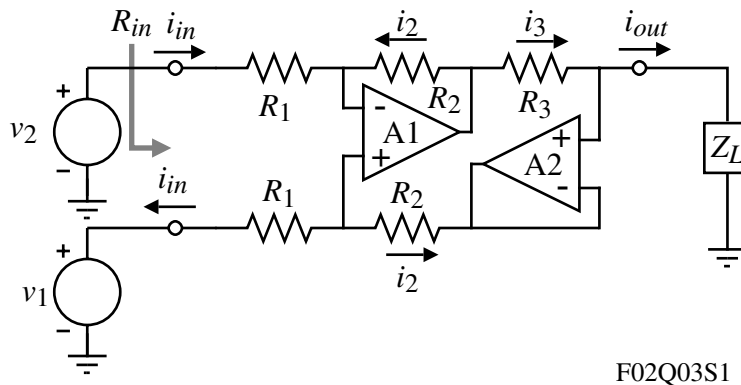 R_in i_in i_2 i_3 i_out
R_1 R_2 R_3
+ - A1 + A2 Z_L
v_2 + -
- i_in R_1 R_2
+ i_2
v_1
-
F02Q03S1